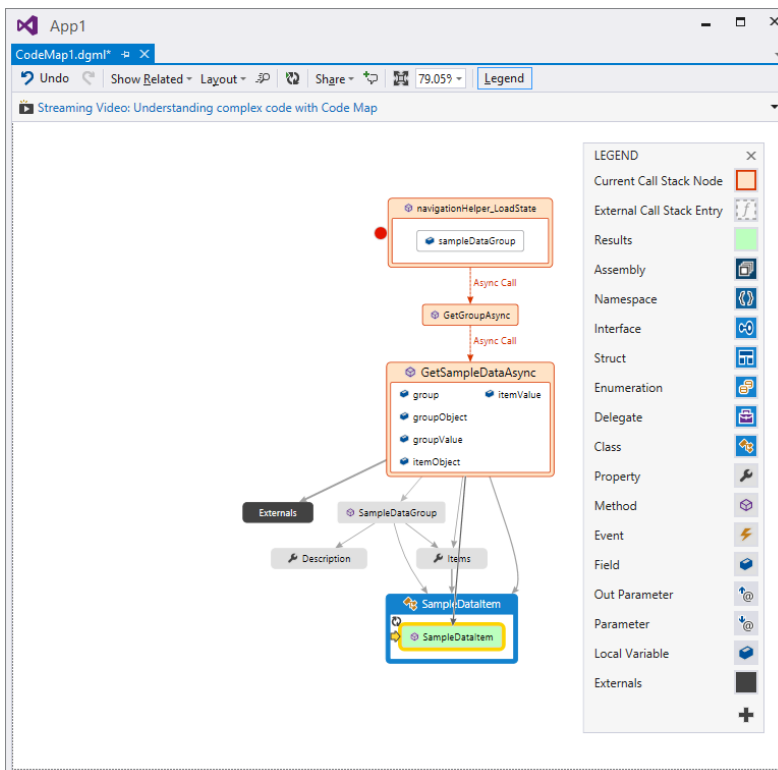 App1
CodeMap1.dgml*
Undo Show Related Layout Share 79.05% Legend
Streaming Video: Understanding complex code with Code Map
navigationHelper_LoadState
sampleDataGroup
Async Call
GetGroupAsync
Async Call
GetSampleDataAsync
group itemValue
groupObject
groupValue
itemObject
Externals SampleDataGroup
Description Items
SampleDataItem
SampleDataItem
LEGEND
Current Call Stack Node
External Call Stack Entry
Results
Assembly
Namespace
Interface
Struct
Enumeration
Delegate
Class
Property
Method
Event
Field
Out Parameter
Parameter
Local Variable
Externals